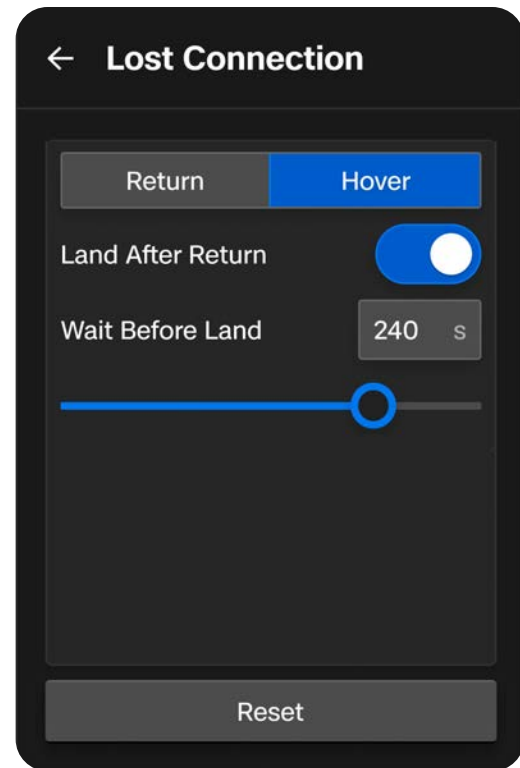 Lost Connection
Return Hover
Land After Return
Wait Before Land 240 s
Reset